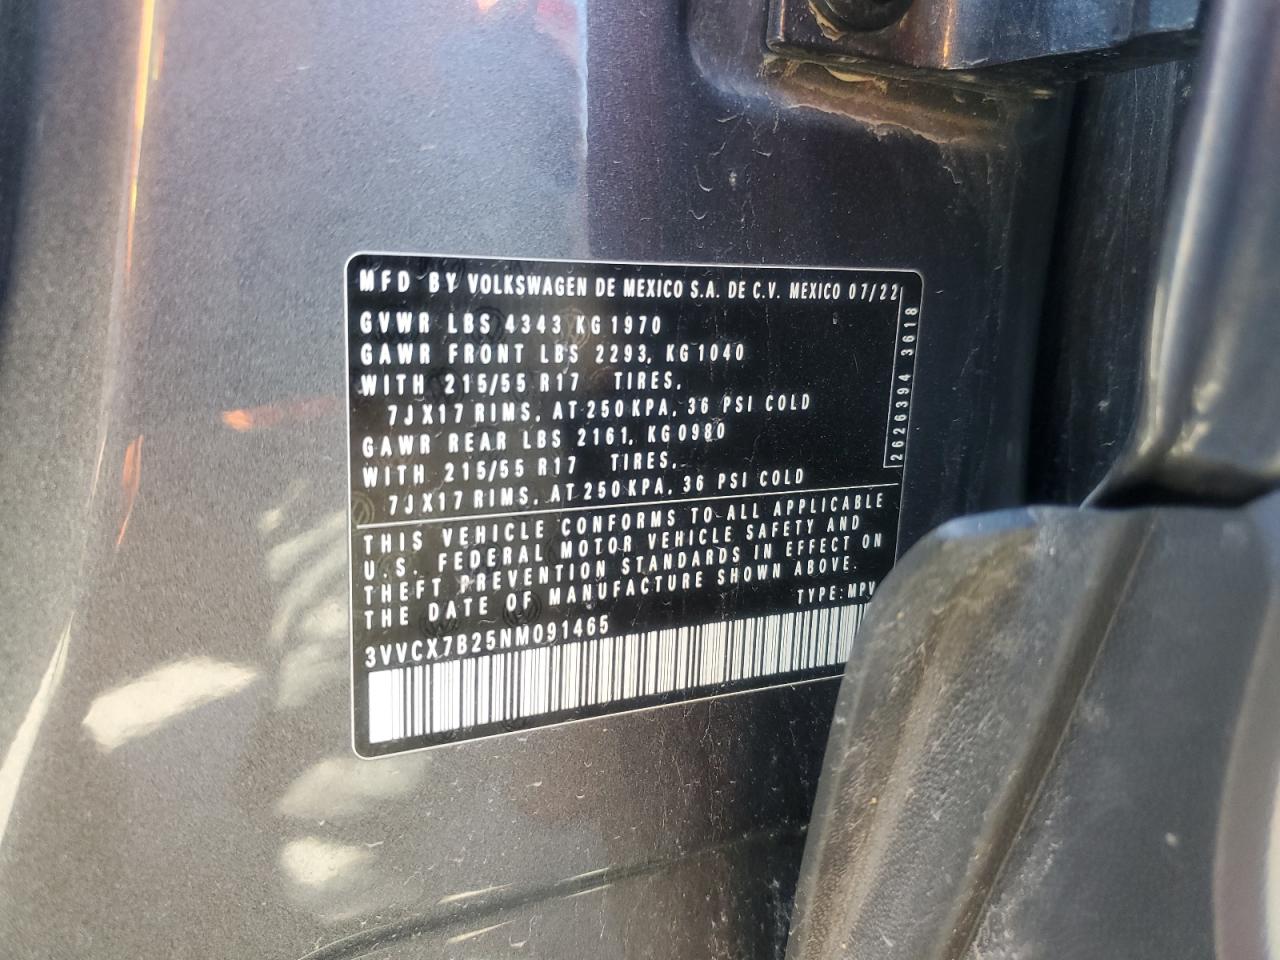 MFD BY VOLKSWAGEN DE MEXICO S.A. DE C.V. MEXICO 07/22
GVWR LBS 4343 KG 1970
GAWR FRONT LBS 2293, KG 1040
WITH 215/55 R17 TIRES,
7J X17 RIMS, AT 250 KPA, 36 PSI COLD
GAWR REAR LBS 2161, KG 0980
WITH 215/55 R17 TIRES,
7J X17 RIMS, AT 250 KPA, 36 PSI COLD
2626394 3618
THIS VEHICLE CONFORMS TO ALL APPLICABLE
U.S. FEDERAL MOTOR VEHICLE SAFETY AND
THEFT PREVENTION STANDARDS IN EFFECT ON
THE DATE OF MANUFACTURE SHOWN ABOVE.
TYPE: MPV
3VVCX7B25NM091465